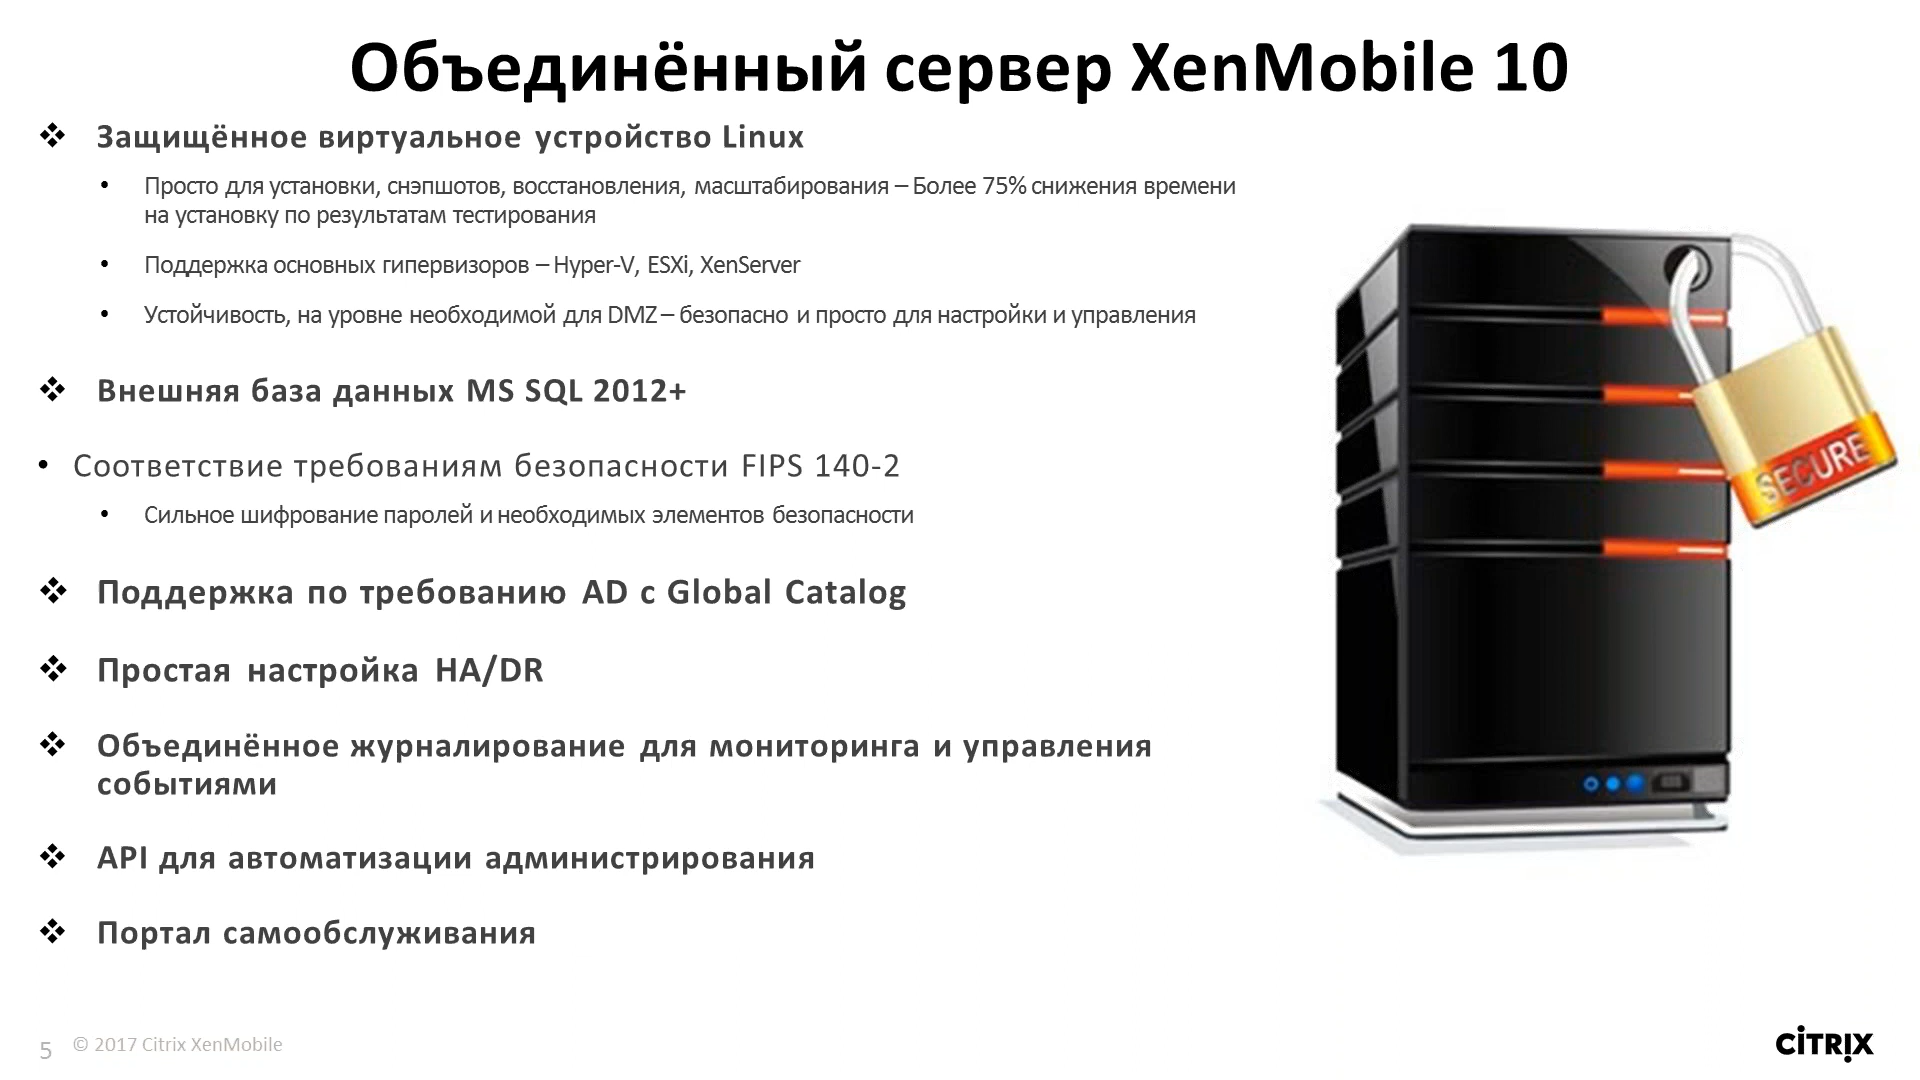 Объединённый сервер XenMobile 10
❖ Защищённое виртуальное устройство Linux
• Просто для установки, снэпшотов, восстановления, масштабирования – Более 75% снижения времени
на установку по результатам тестирования
• Поддержка основных гипервизоров – Hyper-V, ESXi, XenServer
• Устойчивость, на уровне необходимой для DMZ – безопасно и просто для настройки и управления
❖ Внешняя база данных MS SQL 2012+
• Соответствие требованиям безопасности FIPS 140-2
• Сильное шифрование паролей и необходимых элементов безопасности
❖ Поддержка по требованию AD с Global Catalog
❖ Простая настройка HA/DR
❖ Объединённое журналирование для мониторинга и управления
событиями
❖ API для автоматизации администрирования
❖ Портал самообслуживания
SECURE
5 © 2017 Citrix XenMobile
CITRIX